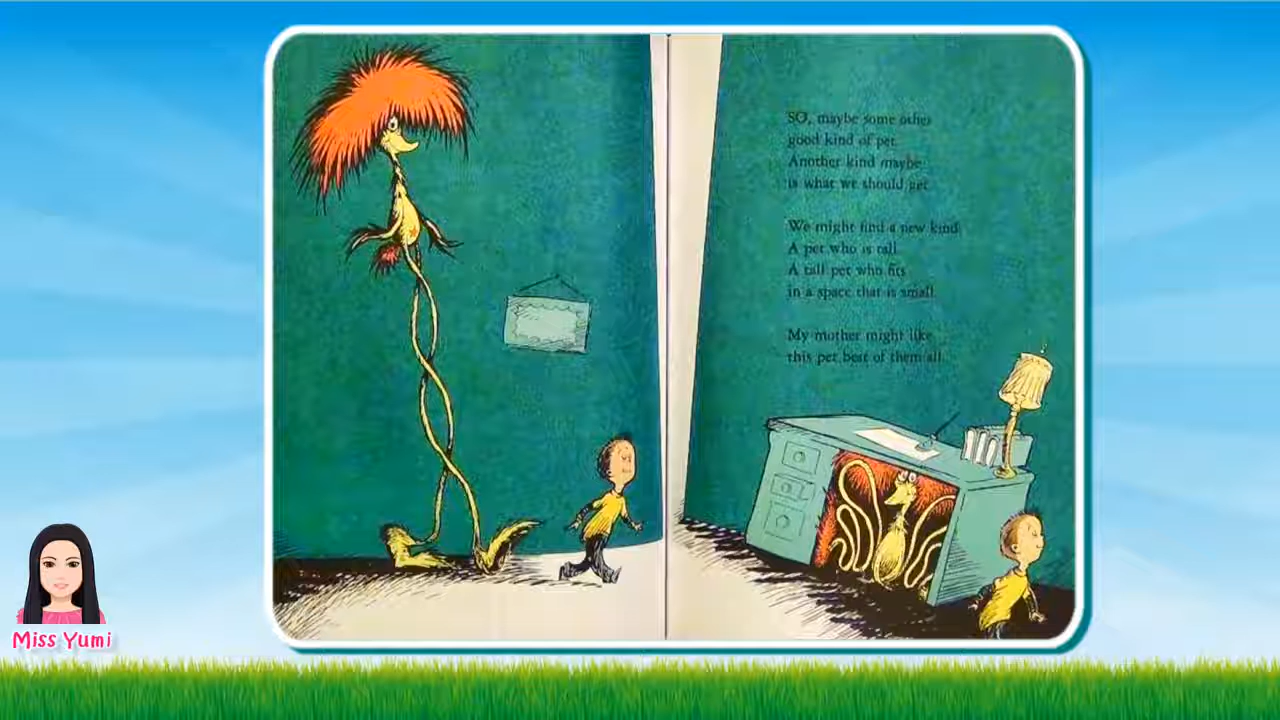 SO, maybe some other
good kind of pet.
Another kind maybe
is what we should get.
We might find a new kind.
A pet who is tall.
A tall pet who fits
in a space that is small.
My mother might like
this pet best of them all.
Miss Yumi